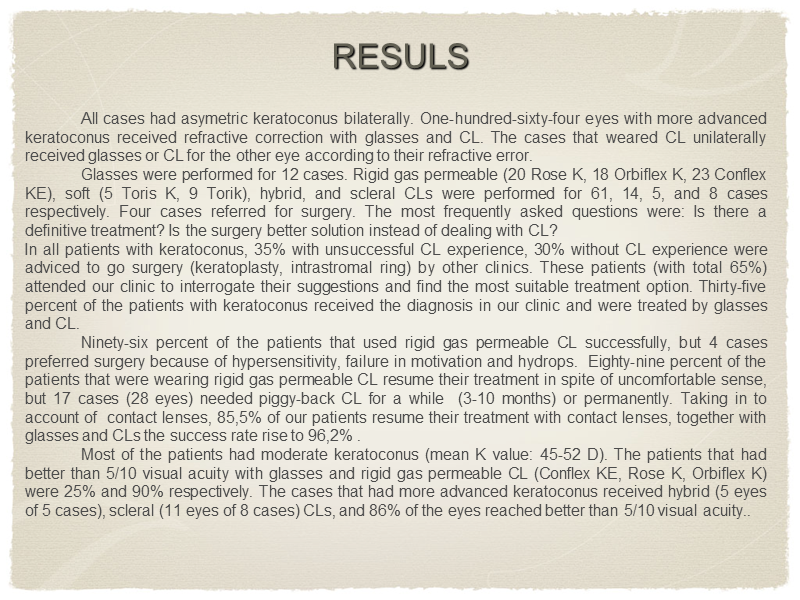 RESULS
All cases had asymetric keratoconus bilaterally. One-hundred-sixty-four eyes with more advanced
keratoconus received refractive correction with glasses and CL. The cases that weared CL unilaterally
received glasses or CL for the other eye according to their refractive error.
Glasses were performed for 12 cases. Rigid gas permeable (20 Rose K, 18 Orbiflex K, 23 Conflex
KE), soft (5 Toris K, 9 Torik), hybrid, and scleral CLs were performed for 61, 14, 5, and 8 cases
respectively. Four cases referred for surgery. The most frequently asked questions were: Is there a
definitive treatment? Is the surgery better solution instead of dealing with CL?
In all patients with keratoconus, 35% with unsuccessful CL experience, 30% without CL experience were
adviced to go surgery (keratoplasty, intrastromal ring) by other clinics. These patients (with total 65%)
attended our clinic to interrogate their suggestions and find the most suitable treatment option. Thirty-five
percent of the patients with keratoconus received the diagnosis in our clinic and were treated by glasses
and CL.
Ninety-six percent of the patients that used rigid gas permeable CL successfully, but 4 cases
preferred surgery because of hypersensitivity, failure in motivation and hydrops. Eighty-nine percent of the
patients that were wearing rigid gas permeable CL resume their treatment in spite of uncomfortable sense,
but 17 cases (28 eyes) needed piggy-back CL for a while (3-10 months) or permanently. Taking in to
account of contact lenses, 85,5% of our patients resume their treatment with contact lenses, together with
glasses and CLs the success rate rise to 96,2% .
Most of the patients had moderate keratoconus (mean K value: 45-52 D). The patients that had
better than 5/10 visual acuity with glasses and rigid gas permeable CL (Conflex KE, Rose K, Orbiflex K)
were 25% and 90% respectively. The cases that had more advanced keratoconus received hybrid (5 eyes
of 5 cases), scleral (11 eyes of 8 cases) CLs, and 86% of the eyes reached better than 5/10 visual acuity..